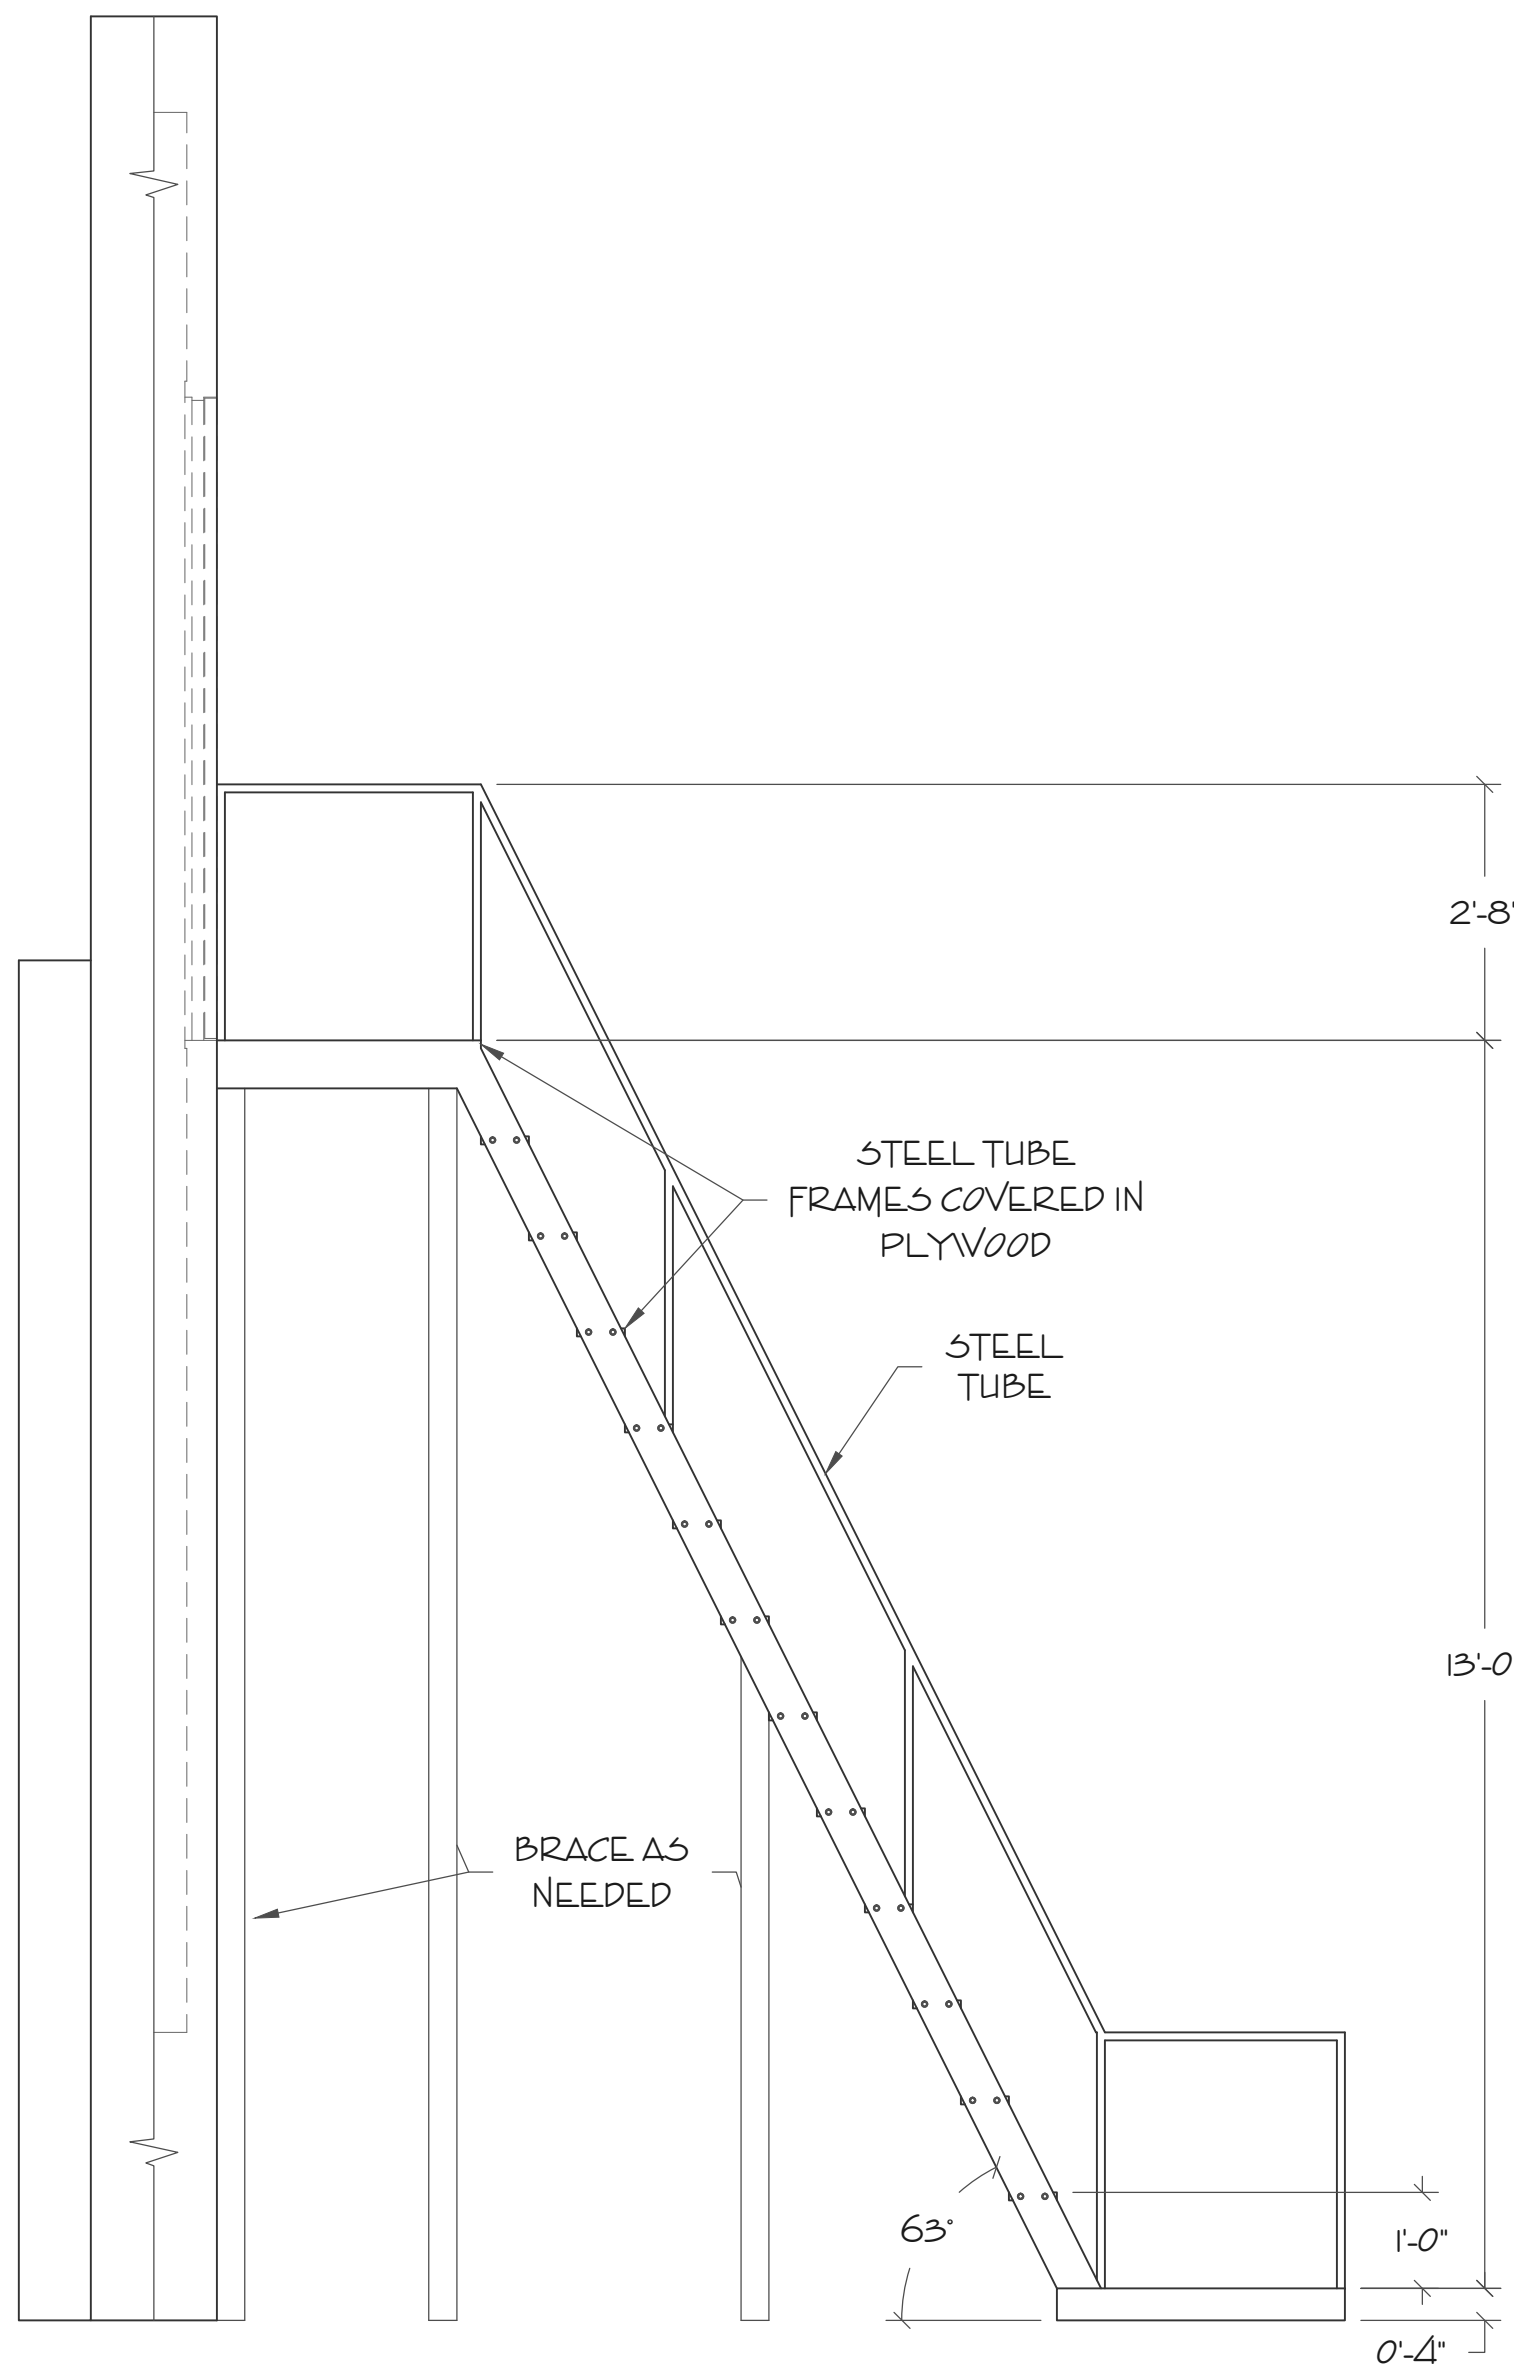 2'-8"
STEEL TUBE
FRAMES COVERED IN
PLYWOOD
STEEL
TUBE
13'-0
BRACE AS
NEEDED
63°
1'-0"
0'-4"